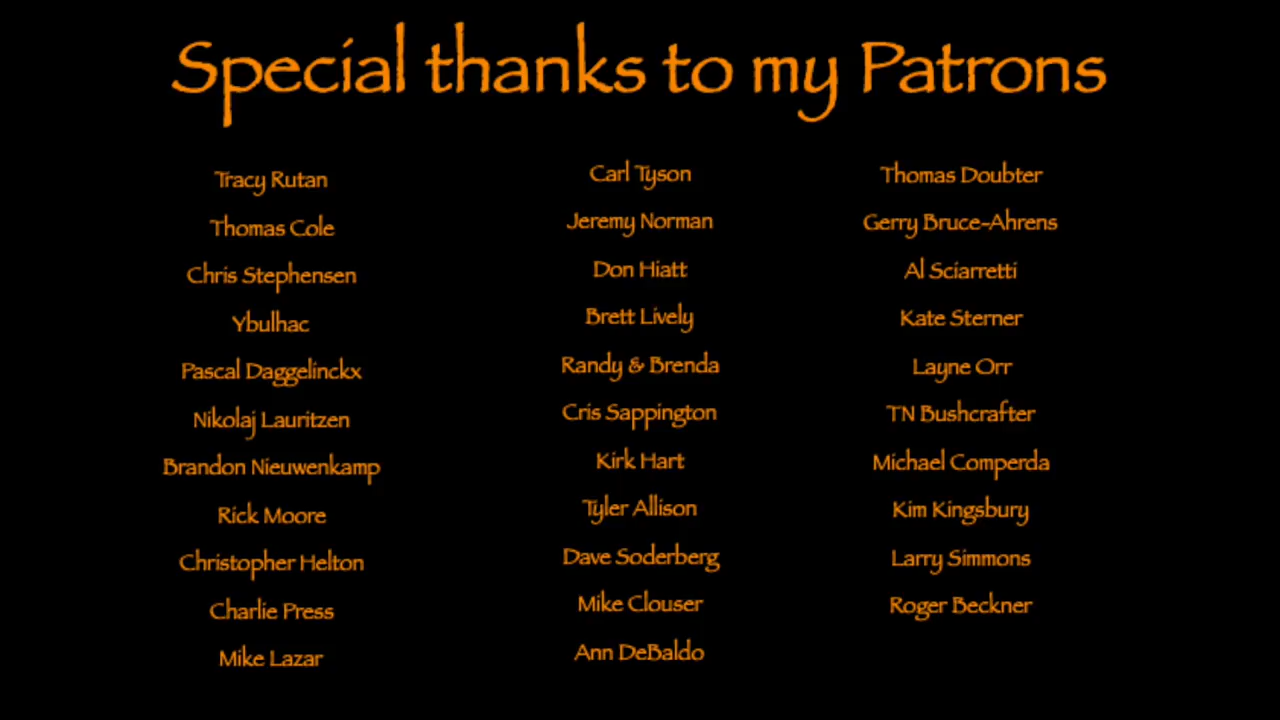 Special thanks to my Patrons
Tracy Rutan
Thomas Cole
Chris Stephensen
Ybulhac
Pascal Daggelinckx
Nikolaj Lauritzen
Brandon Nieuwenkamp
Rick Moore
Christopher Helton
Charlie Press
Mike Lazar
Carl Tyson
Jeremy Norman
Don Hiatt
Brett Lively
Randy & Brenda
Cris Sappington
Kirk Hart
Tyler Allison
Dave Soderberg
Mike Clouser
Ann DeBaldo
Thomas Doubter
Gerry Bruce-Ahrens
Al Sciarretti
Kate Sterner
Layne Orr
TN Bushcrafter
Michael Comperda
Kim Kingsbury
Larry Simmons
Roger Beckner